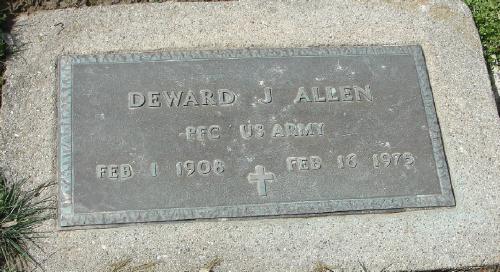 DEWARD J ALLEN
PFC US ARMY
FEB 1 1908 FEB 16 1975